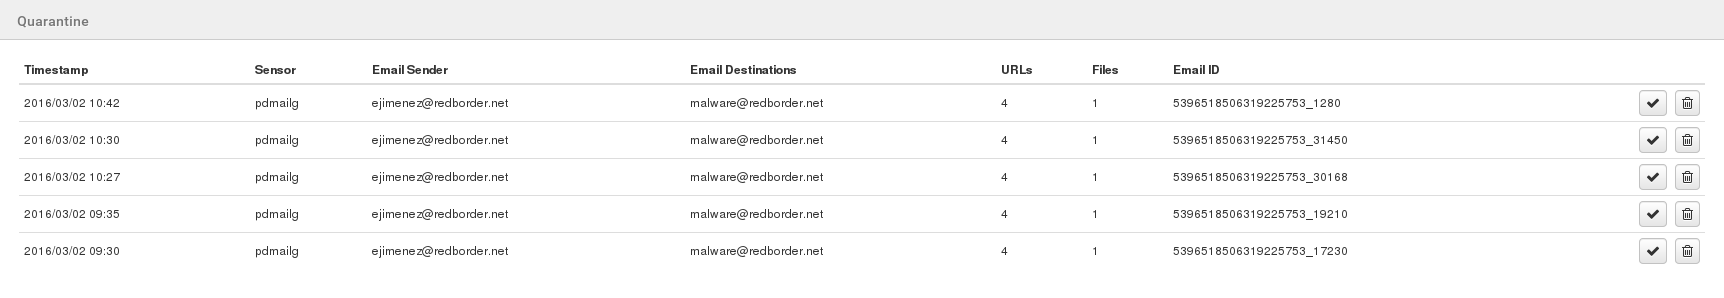 Quarantine
Timestamp Sensor Email Sender Email Destinations URLs Files Email ID
2016/03/02 10:42 pdmailg ejimenez@redborder.net malware@redborder.net 4 1 5396518506319225753_1280
2016/03/02 10:30 pdmailg ejimenez@redborder.net malware@redborder.net 4 1 5396518506319225753_31450
2016/03/02 10:27 pdmailg ejimenez@redborder.net malware@redborder.net 4 1 5396518506319225753_30168
2016/03/02 09:35 pdmailg ejimenez@redborder.net malware@redborder.net 4 1 5396518506319225753_19210
2016/03/02 09:30 pdmailg ejimenez@redborder.net malware@redborder.net 4 1 5396518506319225753_17230